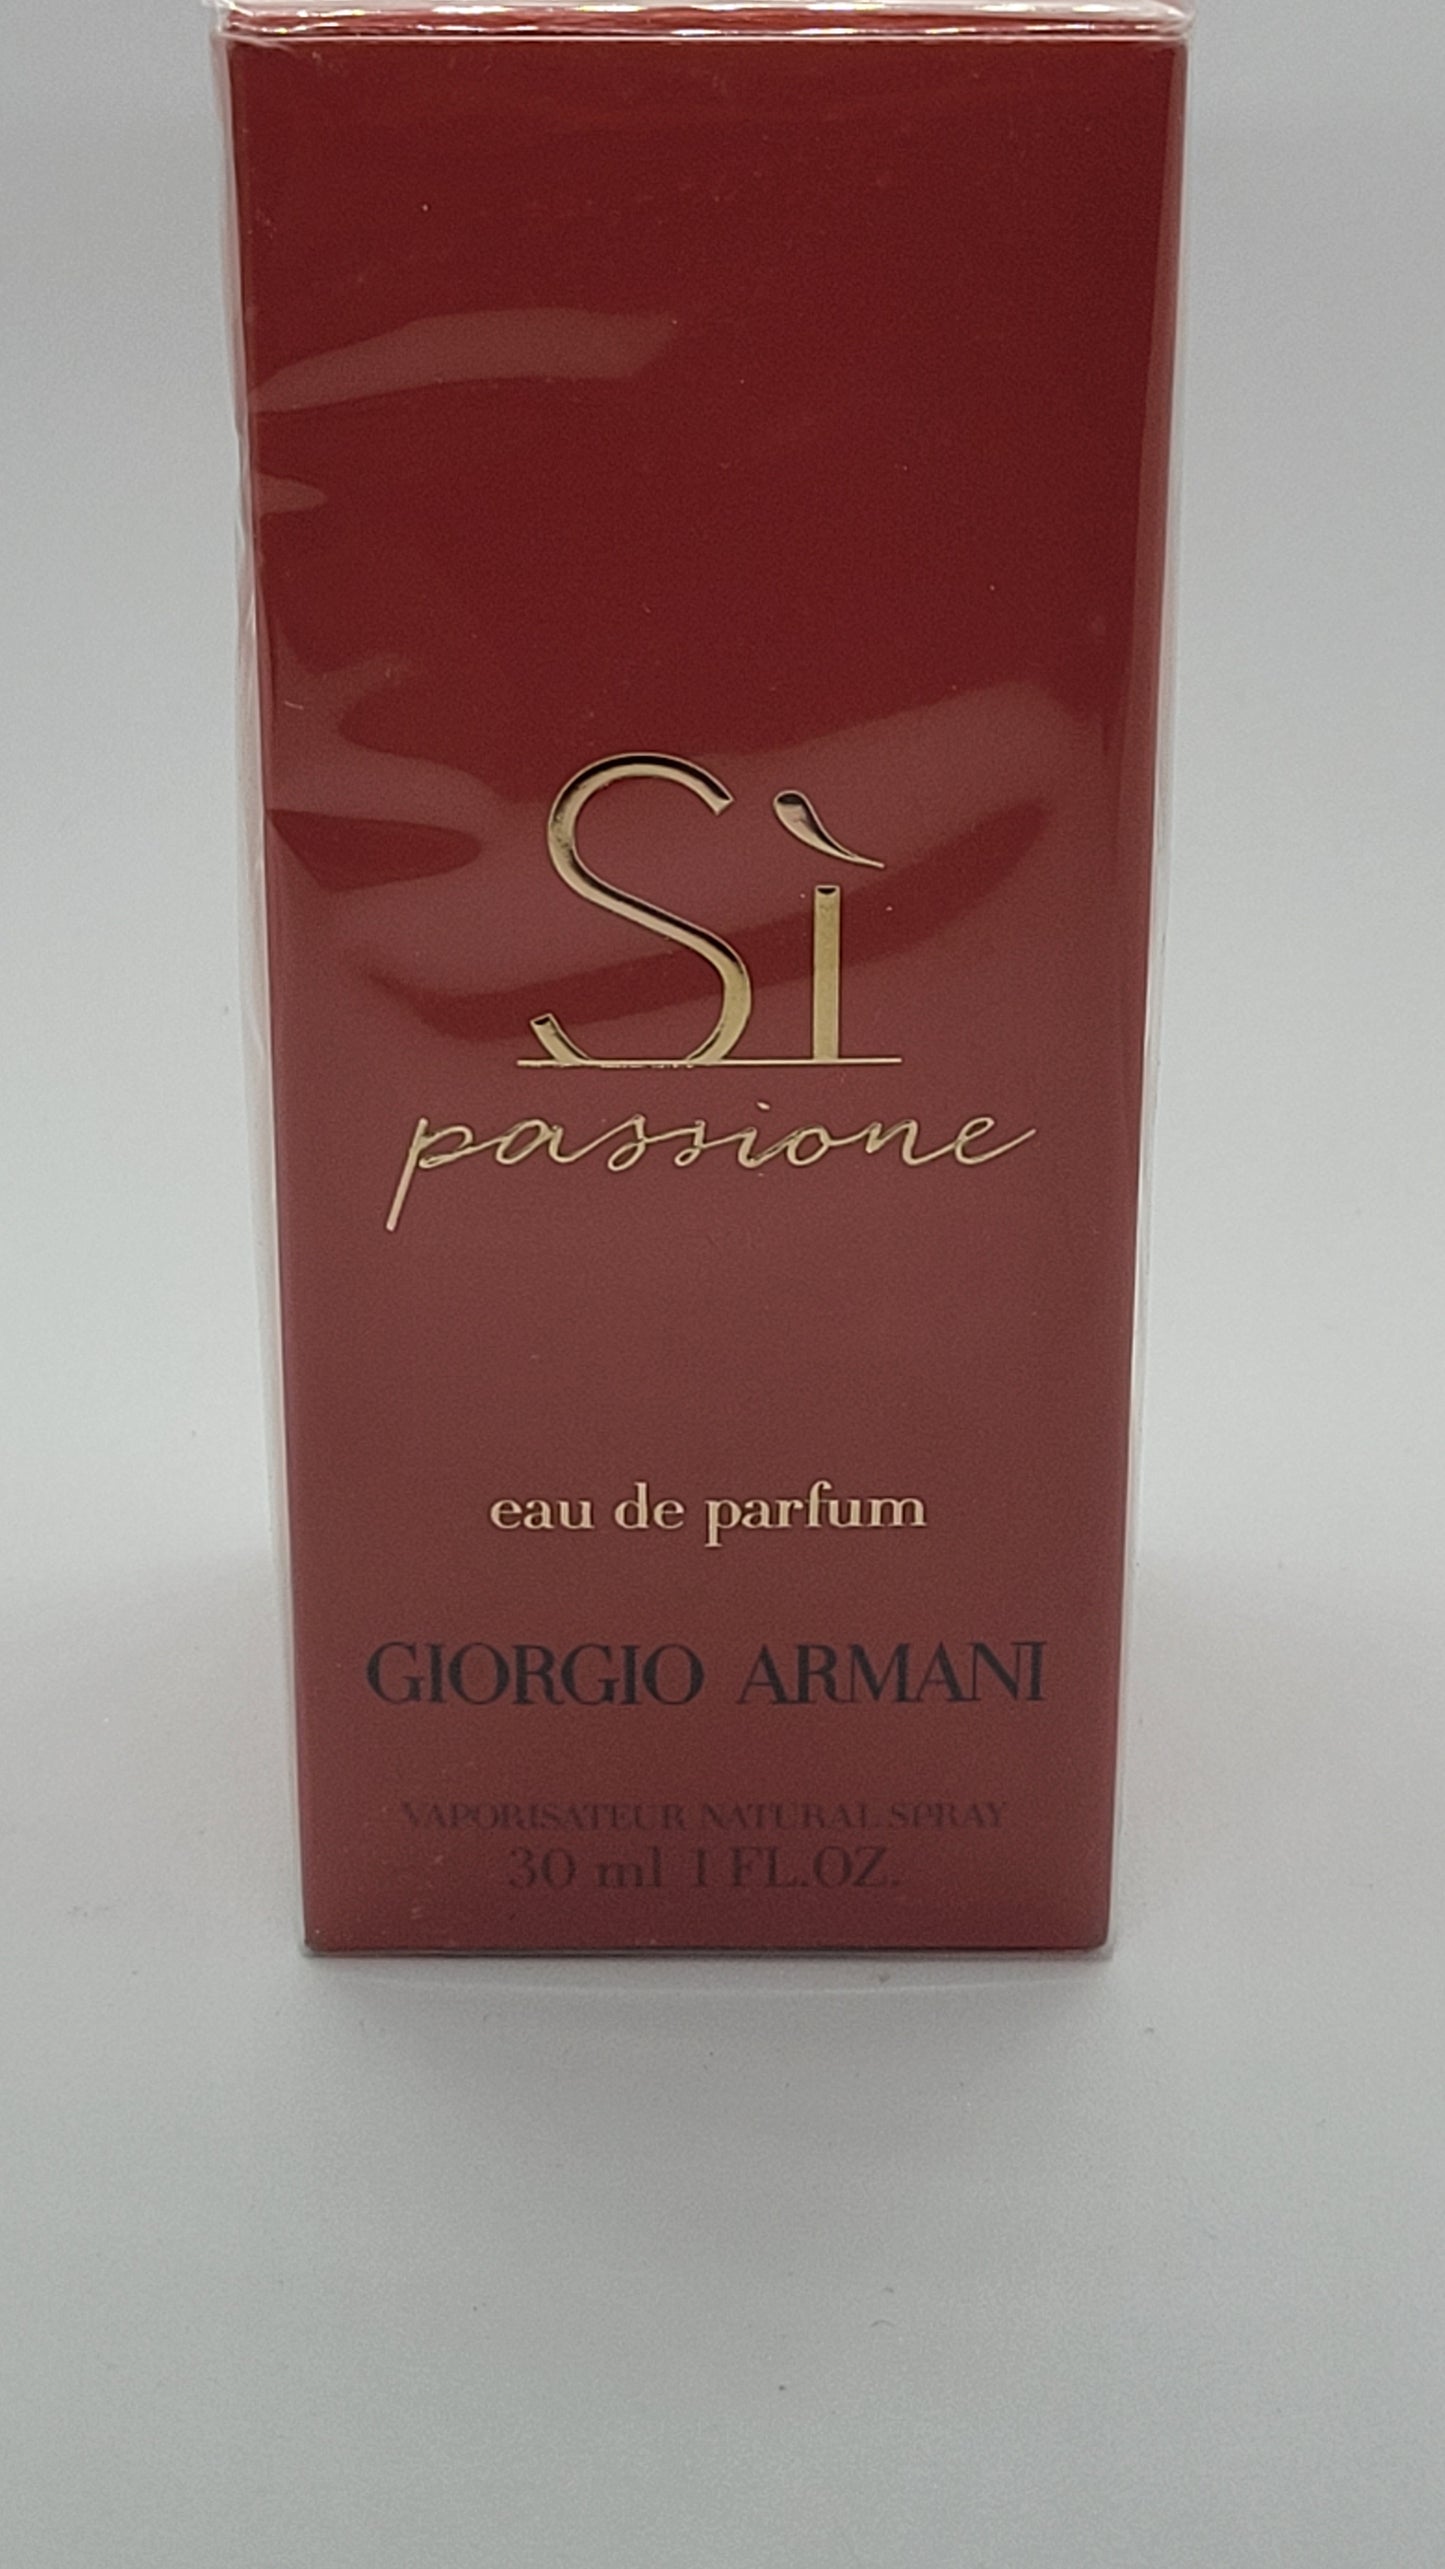 Sì
passione
eau de parfum
GIORGIO ARMANI
VAPORISATEUR NATURAL SPRAY
30 ml 1 FL.OZ.